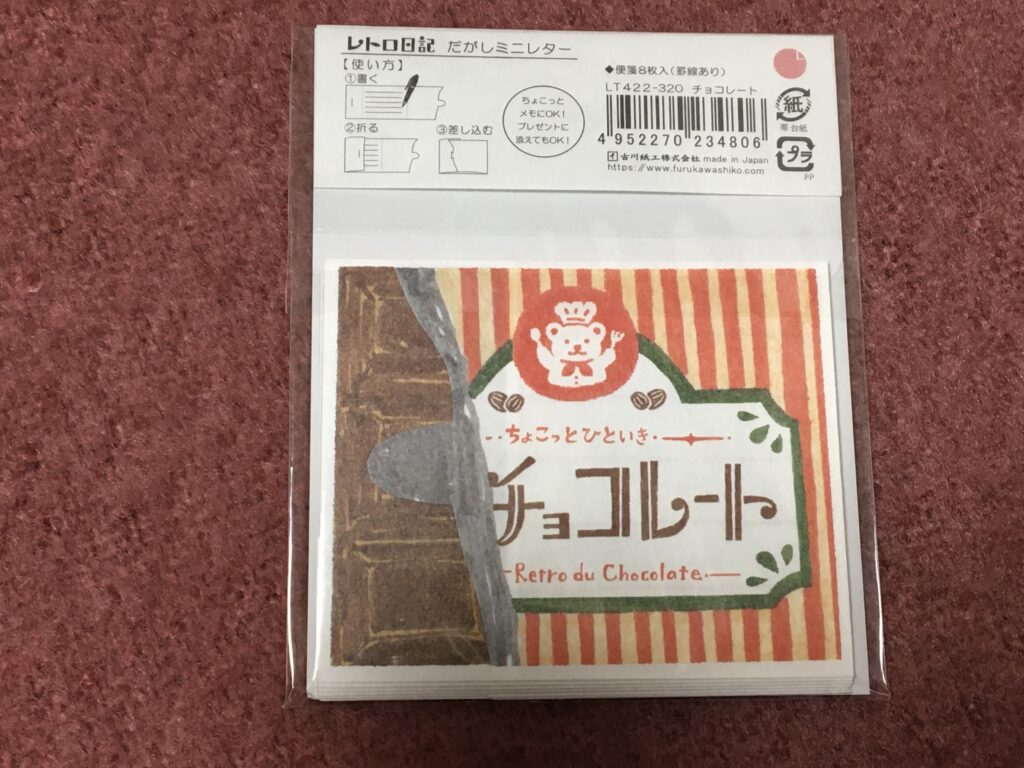 レトロ日記 だがしミニレター
【使い方】
①書く
②折る
③差し込む
ちょこっと
メモにOK!
プレゼントに
添えてもOK!
◆便箋8枚入(罫線あり)
LT422-320 チョコレート
4 952270 234806
古川紙工株式会社 made in Japan
https://www.furukawashiko.com
紙
帯 台紙
プラ
PP
ちょこっとひといき
チョコレート
Retro du Chocolate